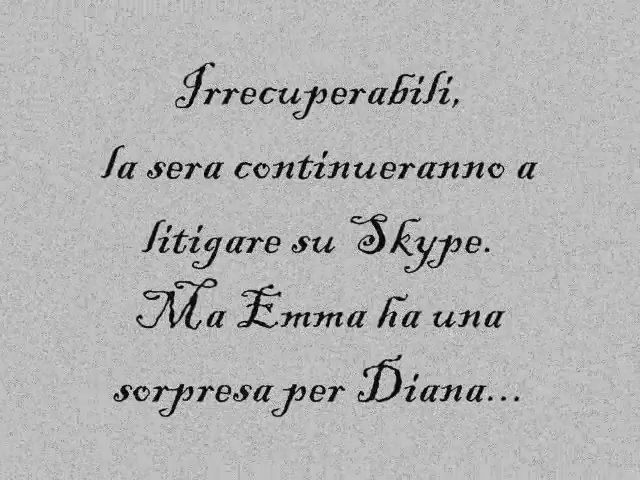 Irrecuperabili,
la sera continueranno a
litigare su Skype.
Ma Emma ha una
sorpresa per Diana...